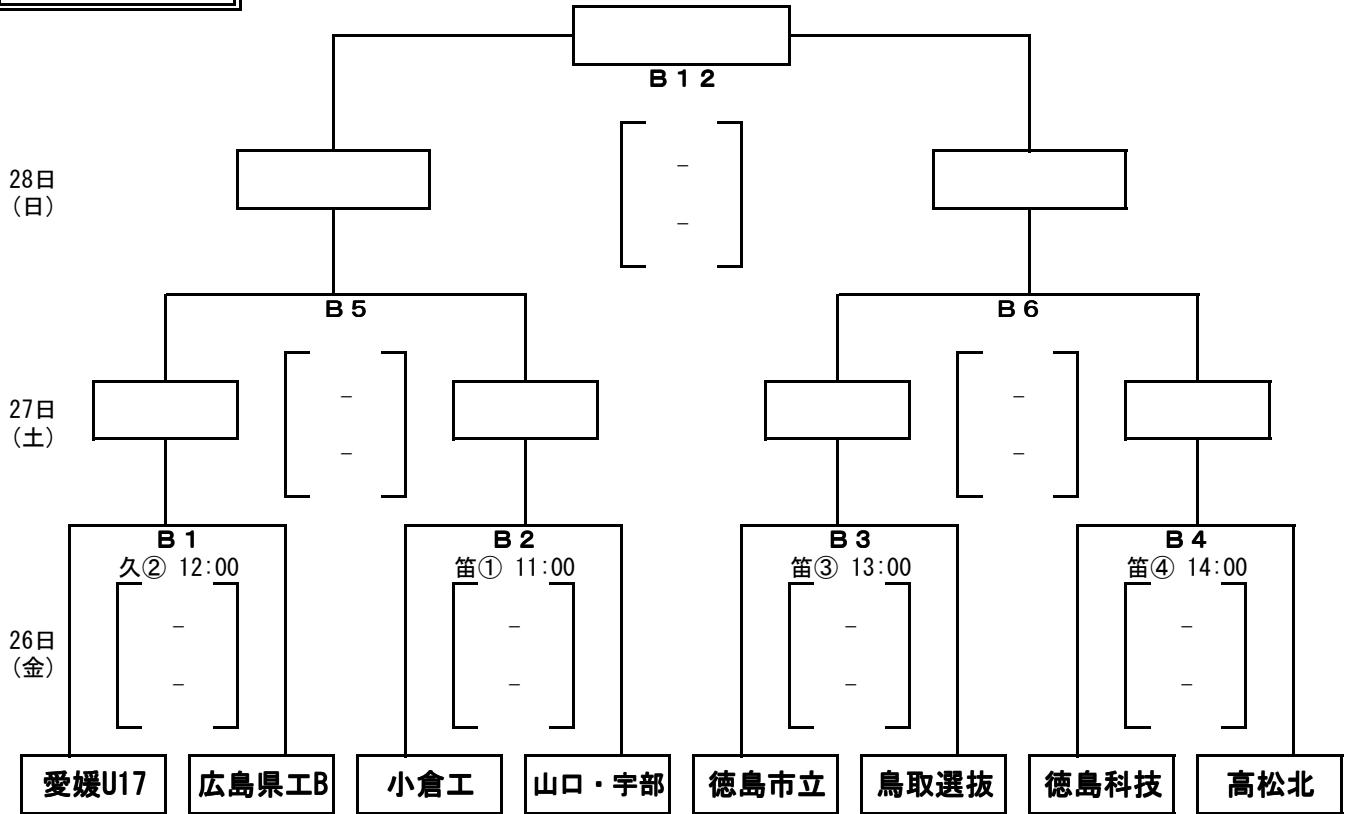 B12
28日
(日)
-
-
B5
B6
27日
(土)
-
-
-
-
B1
B2
B3
B4
久② 12:00
笛① 11:00
笛③ 13:00
笛④ 14:00
26日
(金)
-
-
-
-
-
-
-
-
愛媛U17
広島県工B
小倉工
山口・宇部
徳島市立
鳥取選抜
徳島科技
高松北